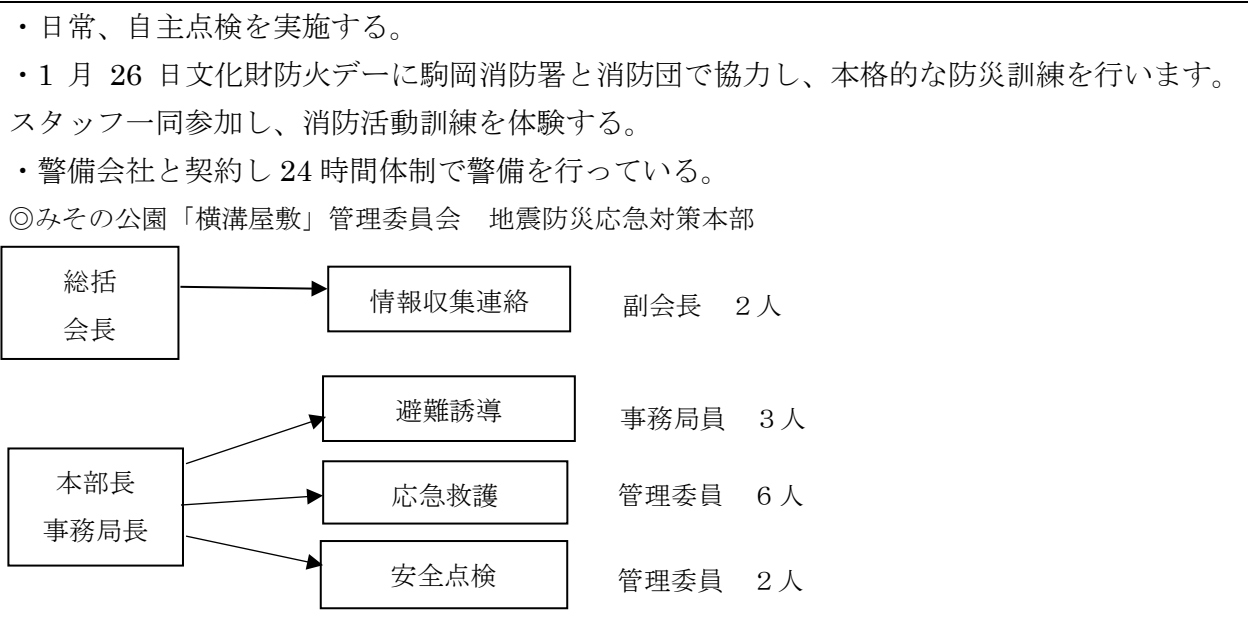 ・日常、自主点検を実施する。
・1 月 26 日文化財防火デーに駒岡消防署と消防団で協力し、本格的な防災訓練を行います。
スタッフ一同参加し、消防活動訓練を体験する。
・警備会社と契約し 24 時間体制で警備を行っている。
◎みその公園「横溝屋敷」管理委員会　地震防災応急対策本部
総括
会長
情報収集連絡　副会長　２人
避難誘導　事務局員　３人
本部長
事務局長
応急救護　管理委員　６人
安全点検　管理委員　２人